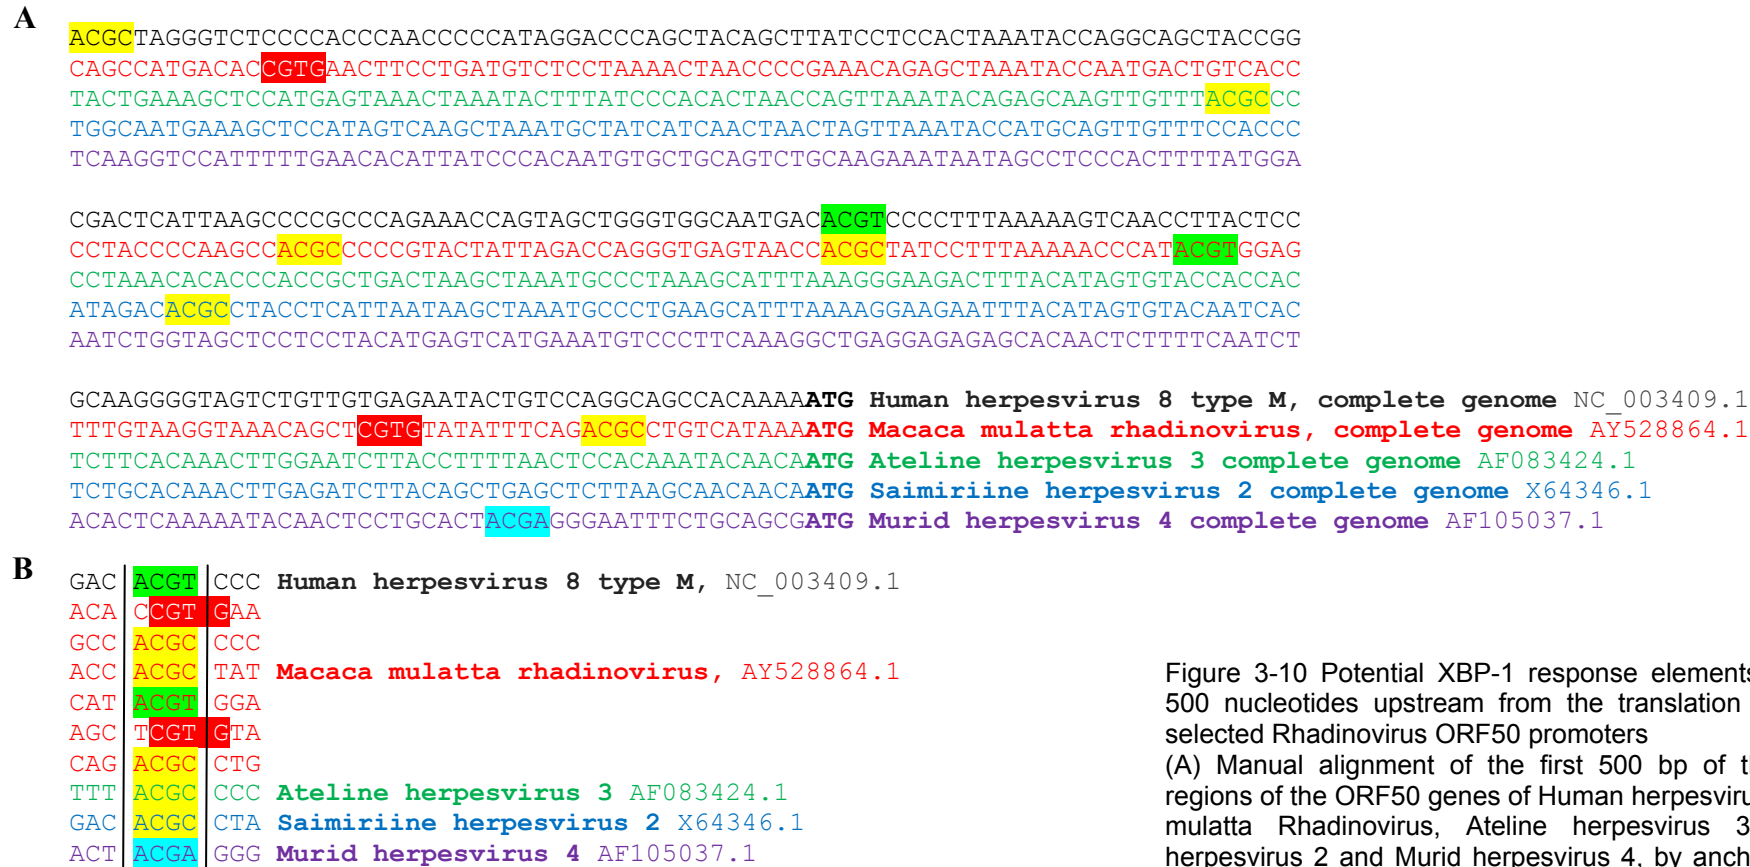 A
ACGCTAGGGTCTCCCCACCCAACCCCCATAGGACCCAGCTACAGCTTATCCTCCACTAAATACCAGGCAGCTACCGG
CAGCCATGACACCGTGAACTTCCTGATGTCTCCTAAAACTAACCCCGAAACAGAGCTAAATACCAATGACTGTCACC
TACTGAAAGCTCCATGAGTAAACTAAATACTTTATCCCACACTAACCAGTTAAATACAGAGCAAGTTGTTTACGCCC
TGGCAATGAAAGCTCCATAGTCAAGCTAAATGCTATCATCAACTAACTAGTTAAATACCATGCAGTTGTTTCCACCC
TCAAGGTCCATTTTTGAACACATTATCCCACAATGTGCTGCAGTCTGCAAGAAATAATAGCCTCCCACTTTTATGGA
CGACTCATTAAGCCCCGCCCAGAAACCAGTAGCTGGGTGGCAATGACACGTCCCCTTTAAAAAGTCAACCTTACTCC
CCTACCCCAAGCCACGCCCCCGTACTATTAGACCAGGGTGAGTAACCACGCTATCCTTTAAAAACCCATACGTGGAG
CCTAAACACACCCACCGCTGACTAAGCTAAATGCCCTAAAGCATTTAAAGGGAAGACTTTACATAGTGTACCACCAC
ATAGACACGCCTACCTCATTAATAAGCTAAATGCCCTGAAGCATTTAAAAGGAAGAATTTACATAGTGTACAATCAC
AATCTGGTAGCTCCTCCTACATGAGTCATGAAATGTCCCTTCAAAGGCTGAGGAGAGAGCACAACTCTTTTCAATCT
GCAAGGGGTAGTCTGTTGTGAGAATACTGTCCAGGCAGCCACAAAAATG Human herpesvirus 8 type M, complete genome NC_003409.1
TTTGTAAGGTAAACAGCTCGTGTATATTTCAGACGCCTGTCATAAAATG Macaca mulatta rhadinovirus, complete genome AY528864.1
TCTTCACAAACTTGGAATCTTACCTTTTAACTCCACAAATACAACAATG Ateline herpesvirus 3 complete genome AF083424.1
TCTGCACAAACTTGAGATCTTACAGCTGAGCTCTTAAGCAACAACAATG Saimiriine herpesvirus 2 complete genome X64346.1
ACACTCAAAAATACAACTCCTGCACTACGAGGGAATTTCTGCAGCGATG Murid herpesvirus 4 complete genome AF105037.1
B
GAC ACGT CCC Human herpesvirus 8 type M, NC_003409.1
ACA CCGT GAA
GCC ACGC CCC
ACC ACGC TAT Macaca mulatta rhadinovirus, AY528864.1
CAT ACGT GGA
AGC TCGT GTA
CAG ACGC CTG
TTT ACGC CCC Ateline herpesvirus 3 AF083424.1
GAC ACGC CTA Saimiriine herpesvirus 2 X64346.1
ACT ACGA GGG Murid herpesvirus 4 AF105037.1
Figure 3-10 Potential XBP-1 response elements
500 nucleotides upstream from the translation
selected Rhadinovirus ORF50 promoters
(A) Manual alignment of the first 500 bp of
regions of the ORF50 genes of Human
mulatta Rhadinovirus, Ateline herpesvirus 3
herpesvirus 2 and Murid herpesvirus 4, by